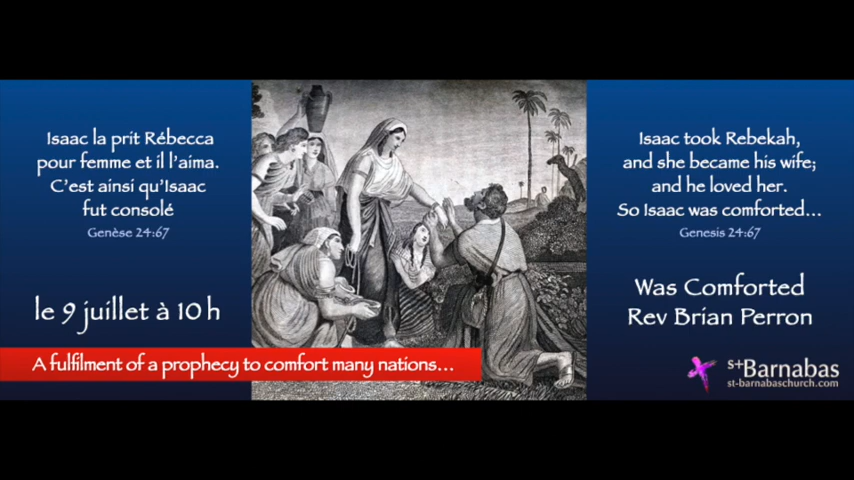 Isaac la prit Rébecca
pour femme et il l'aima.
C'est ainsi qu'Isaac
fut consolé
Genèse 24:67
le 9 juillet à 10 h
A fulfilment of a prophecy to comfort many nations...
Isaac took Rebekah,
and she became his wife;
and he loved her.
So Isaac was comforted...
Genesis 24:67
Was Comforted
Rev Brian Perron
st Barnabas
st-barnabaschurch.com